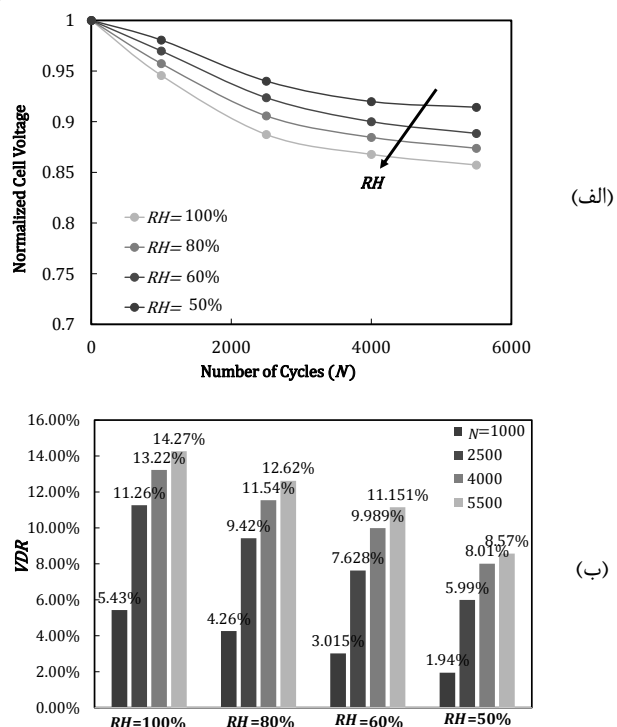 1
0.95
0.9
0.85
0.8
0.75
0.7
Normalized Cell Voltage
RH
RH= 100%
RH= 80%
RH= 60%
RH= 50%
0 2000 4000 6000
Number of Cycles (N)
(الف)
16.00%
14.00%
12.00%
10.00%
8.00%
6.00%
4.00%
2.00%
0.00%
VDR
N=1000
2500
4000
5500
5.43% 11.26% 13.22% 14.27%
4.26% 9.42% 11.54% 12.62%
3.015% 7.628% 9.989% 11.151%
1.94% 5.99% 8.01% 8.57%
RH=100% RH=80% RH=60% RH=50%
(ب)